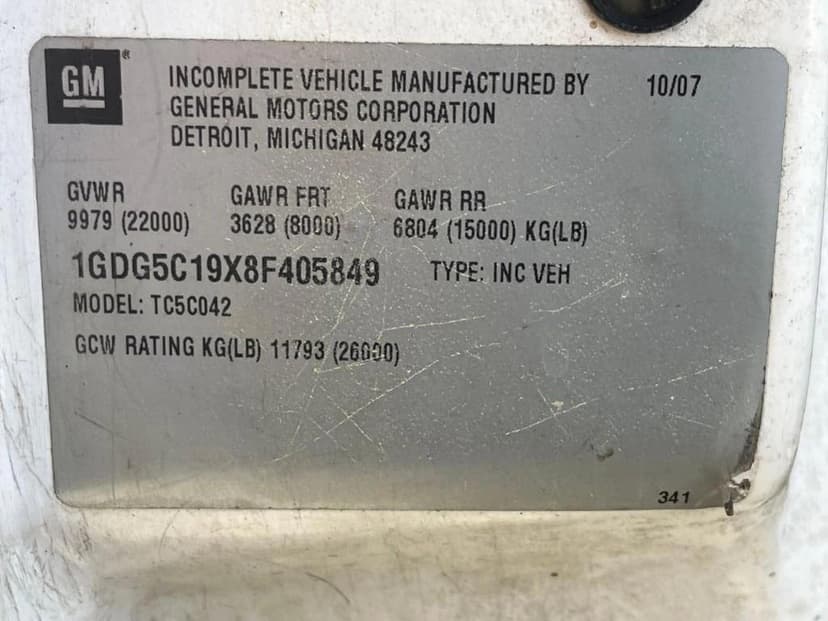 GM®
INCOMPLETE VEHICLE MANUFACTURED BY 10/07
GENERAL MOTORS CORPORATION
DETROIT, MICHIGAN 48243
GVWR GAWR FRT GAWR RR
9979 (22000) 3628 (8000) 6804 (15000) KG(LB)
1GDG5C19X8F405849 TYPE: INC VEH
MODEL: TC5C042
GCW RATING KG(LB) 11793 (26000)
341